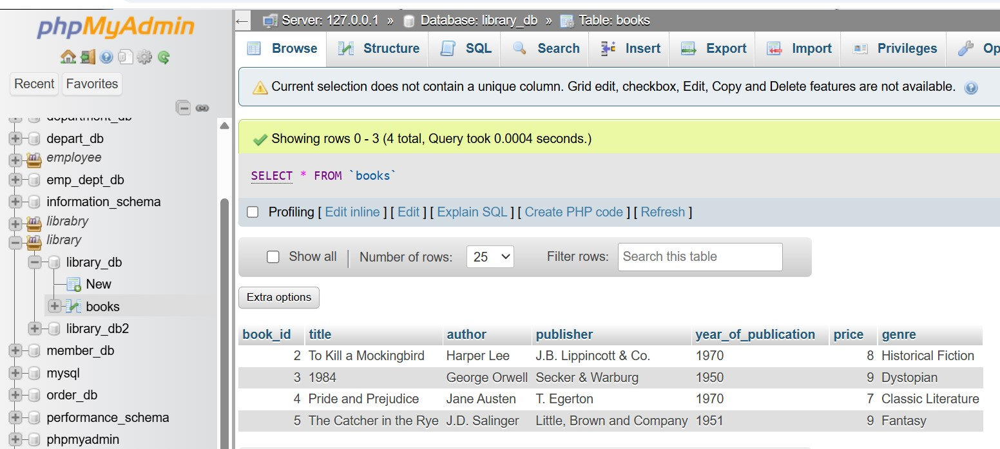 phpMyAdmin
Recent Favorites
department_db
depart_db
employee
emp_dept_db
information_schema
librabry
library
library_db
New
books
library_db2
member_db
mysql
order_db
performance_schema
phpmyadmin
← Server: 127.0.0.1 » Database: library_db » Table: books
Browse Structure SQL Search Insert Export Import Privileges Op
Current selection does not contain a unique column. Grid edit, checkbox, Edit, Copy and Delete features are not available.
Showing rows 0 - 3 (4 total, Query took 0.0004 seconds.)
SELECT * FROM `books`
Profiling [ Edit inline ] [ Edit ] [ Explain SQL ] [ Create PHP code ] [ Refresh ]
Show all | Number of rows: 25 Filter rows: Search this table
Extra options
book_id title author publisher year_of_publication price genre
2 To Kill a Mockingbird Harper Lee J.B. Lippincott & Co. 1970 8 Historical Fiction
3 1984 George Orwell Secker & Warburg 1950 9 Dystopian
4 Pride and Prejudice Jane Austen T. Egerton 1970 7 Classic Literature
5 The Catcher in the Rye J.D. Salinger Little, Brown and Company 1951 9 Fantasy